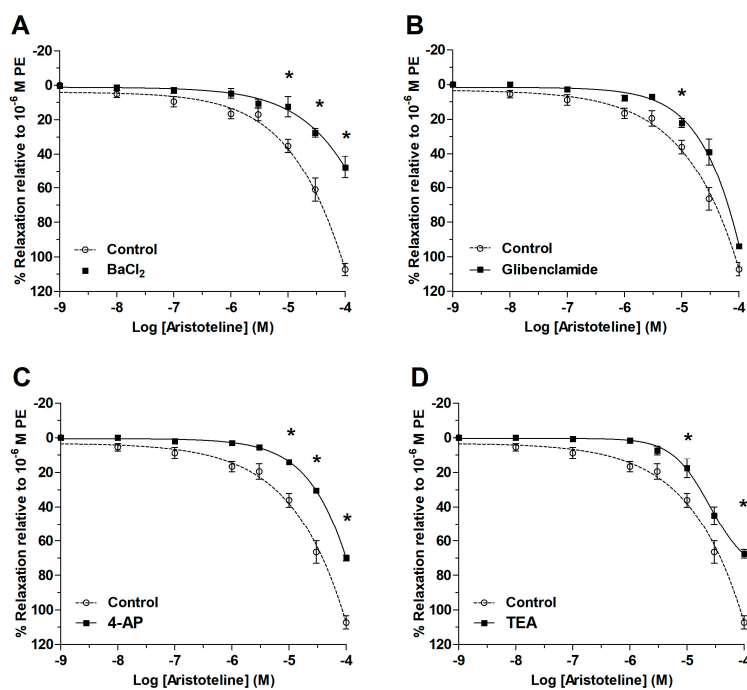 A
% Relaxation relative to 10⁻⁶ M PE
-20
0
20
40
60
80
100
120
* * *
Control
BaCl₂
-9 -8 -7 -6 -5 -4
Log [Aristoteline] (M)
B
% Relaxation relative to 10⁻⁶ M PE
-20
0
20
40
60
80
100
120
*
Control
Glibenclamide
-9 -8 -7 -6 -5 -4
Log [Aristoteline] (M)
C
% Relaxation relative to 10⁻⁶ M PE
-20
0
20
40
60
80
100
120
* * *
Control
4-AP
-9 -8 -7 -6 -5 -4
Log [Aristoteline] (M)
D
% Relaxation relative to 10⁻⁶ M PE
-20
0
20
40
60
80
100
120
* *
Control
TEA
-9 -8 -7 -6 -5 -4
Log [Aristoteline] (M)